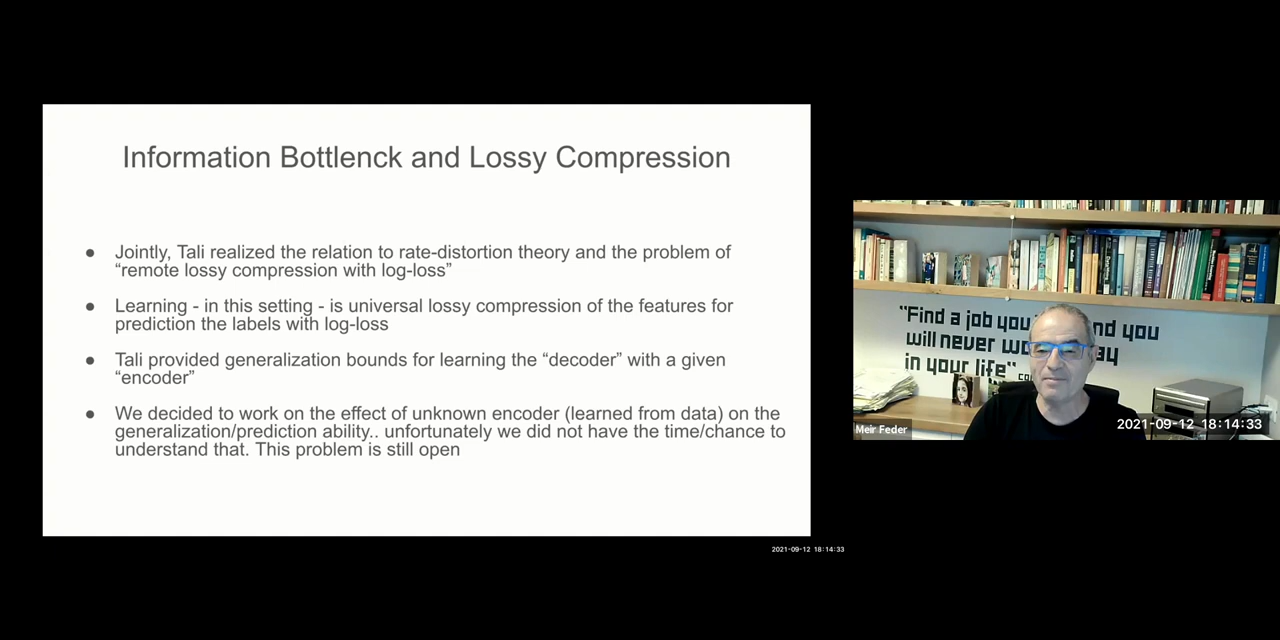 Information Bottlenck and Lossy Compression
● Jointly, Tali realized the relation to rate-distortion theory and the problem of
“remote lossy compression with log-loss”
● Learning - in this setting - is universal lossy compression of the features for
prediction the labels with log-loss
● Tali provided generalization bounds for learning the “decoder” with a given
“encoder”
● We decided to work on the effect of unknown encoder (learned from data) on the
generalization/prediction ability.. unfortunately we did not have the time/chance to
understand that. This problem is still open
2021-09-12 18:14:33
“Find a job you nd you
will never wo ay
in your life”
Meir Feder
2021-09-12 18:14:33